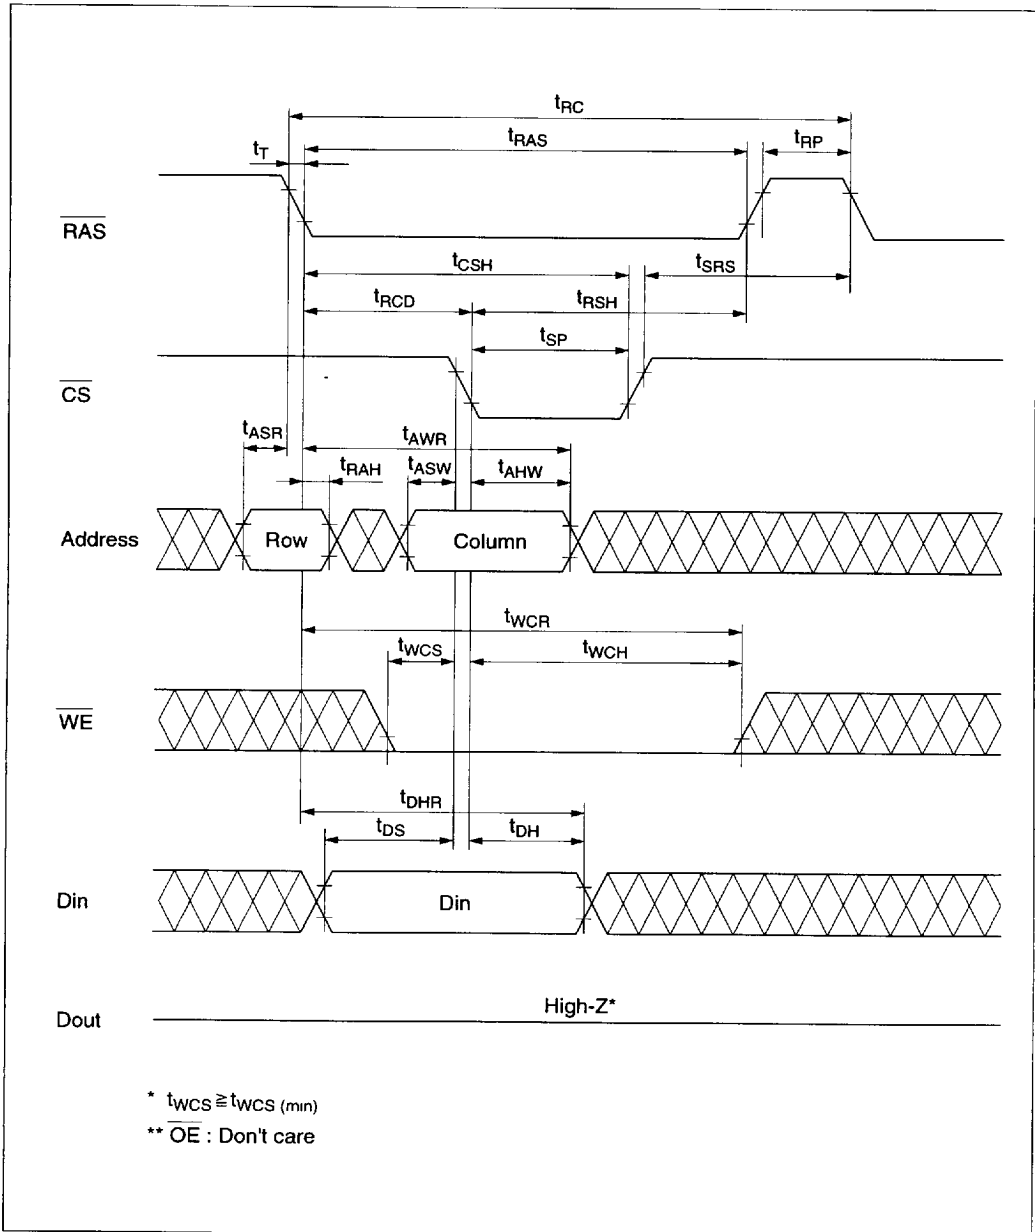 tRC
tRAS
tRP
tT
RAS
tCSH
tSRS
tRCD
tRSH
tSP
CS
tASR
tAWR
tRAH
tASW
tAHW
Address
Row
Column
tWCR
tWCS
tWCH
WE
tDHR
tDS
tDH
Din
Din
High-Z*
Dout
* tWCS ≧ tWCS (min)
** OE : Don't care